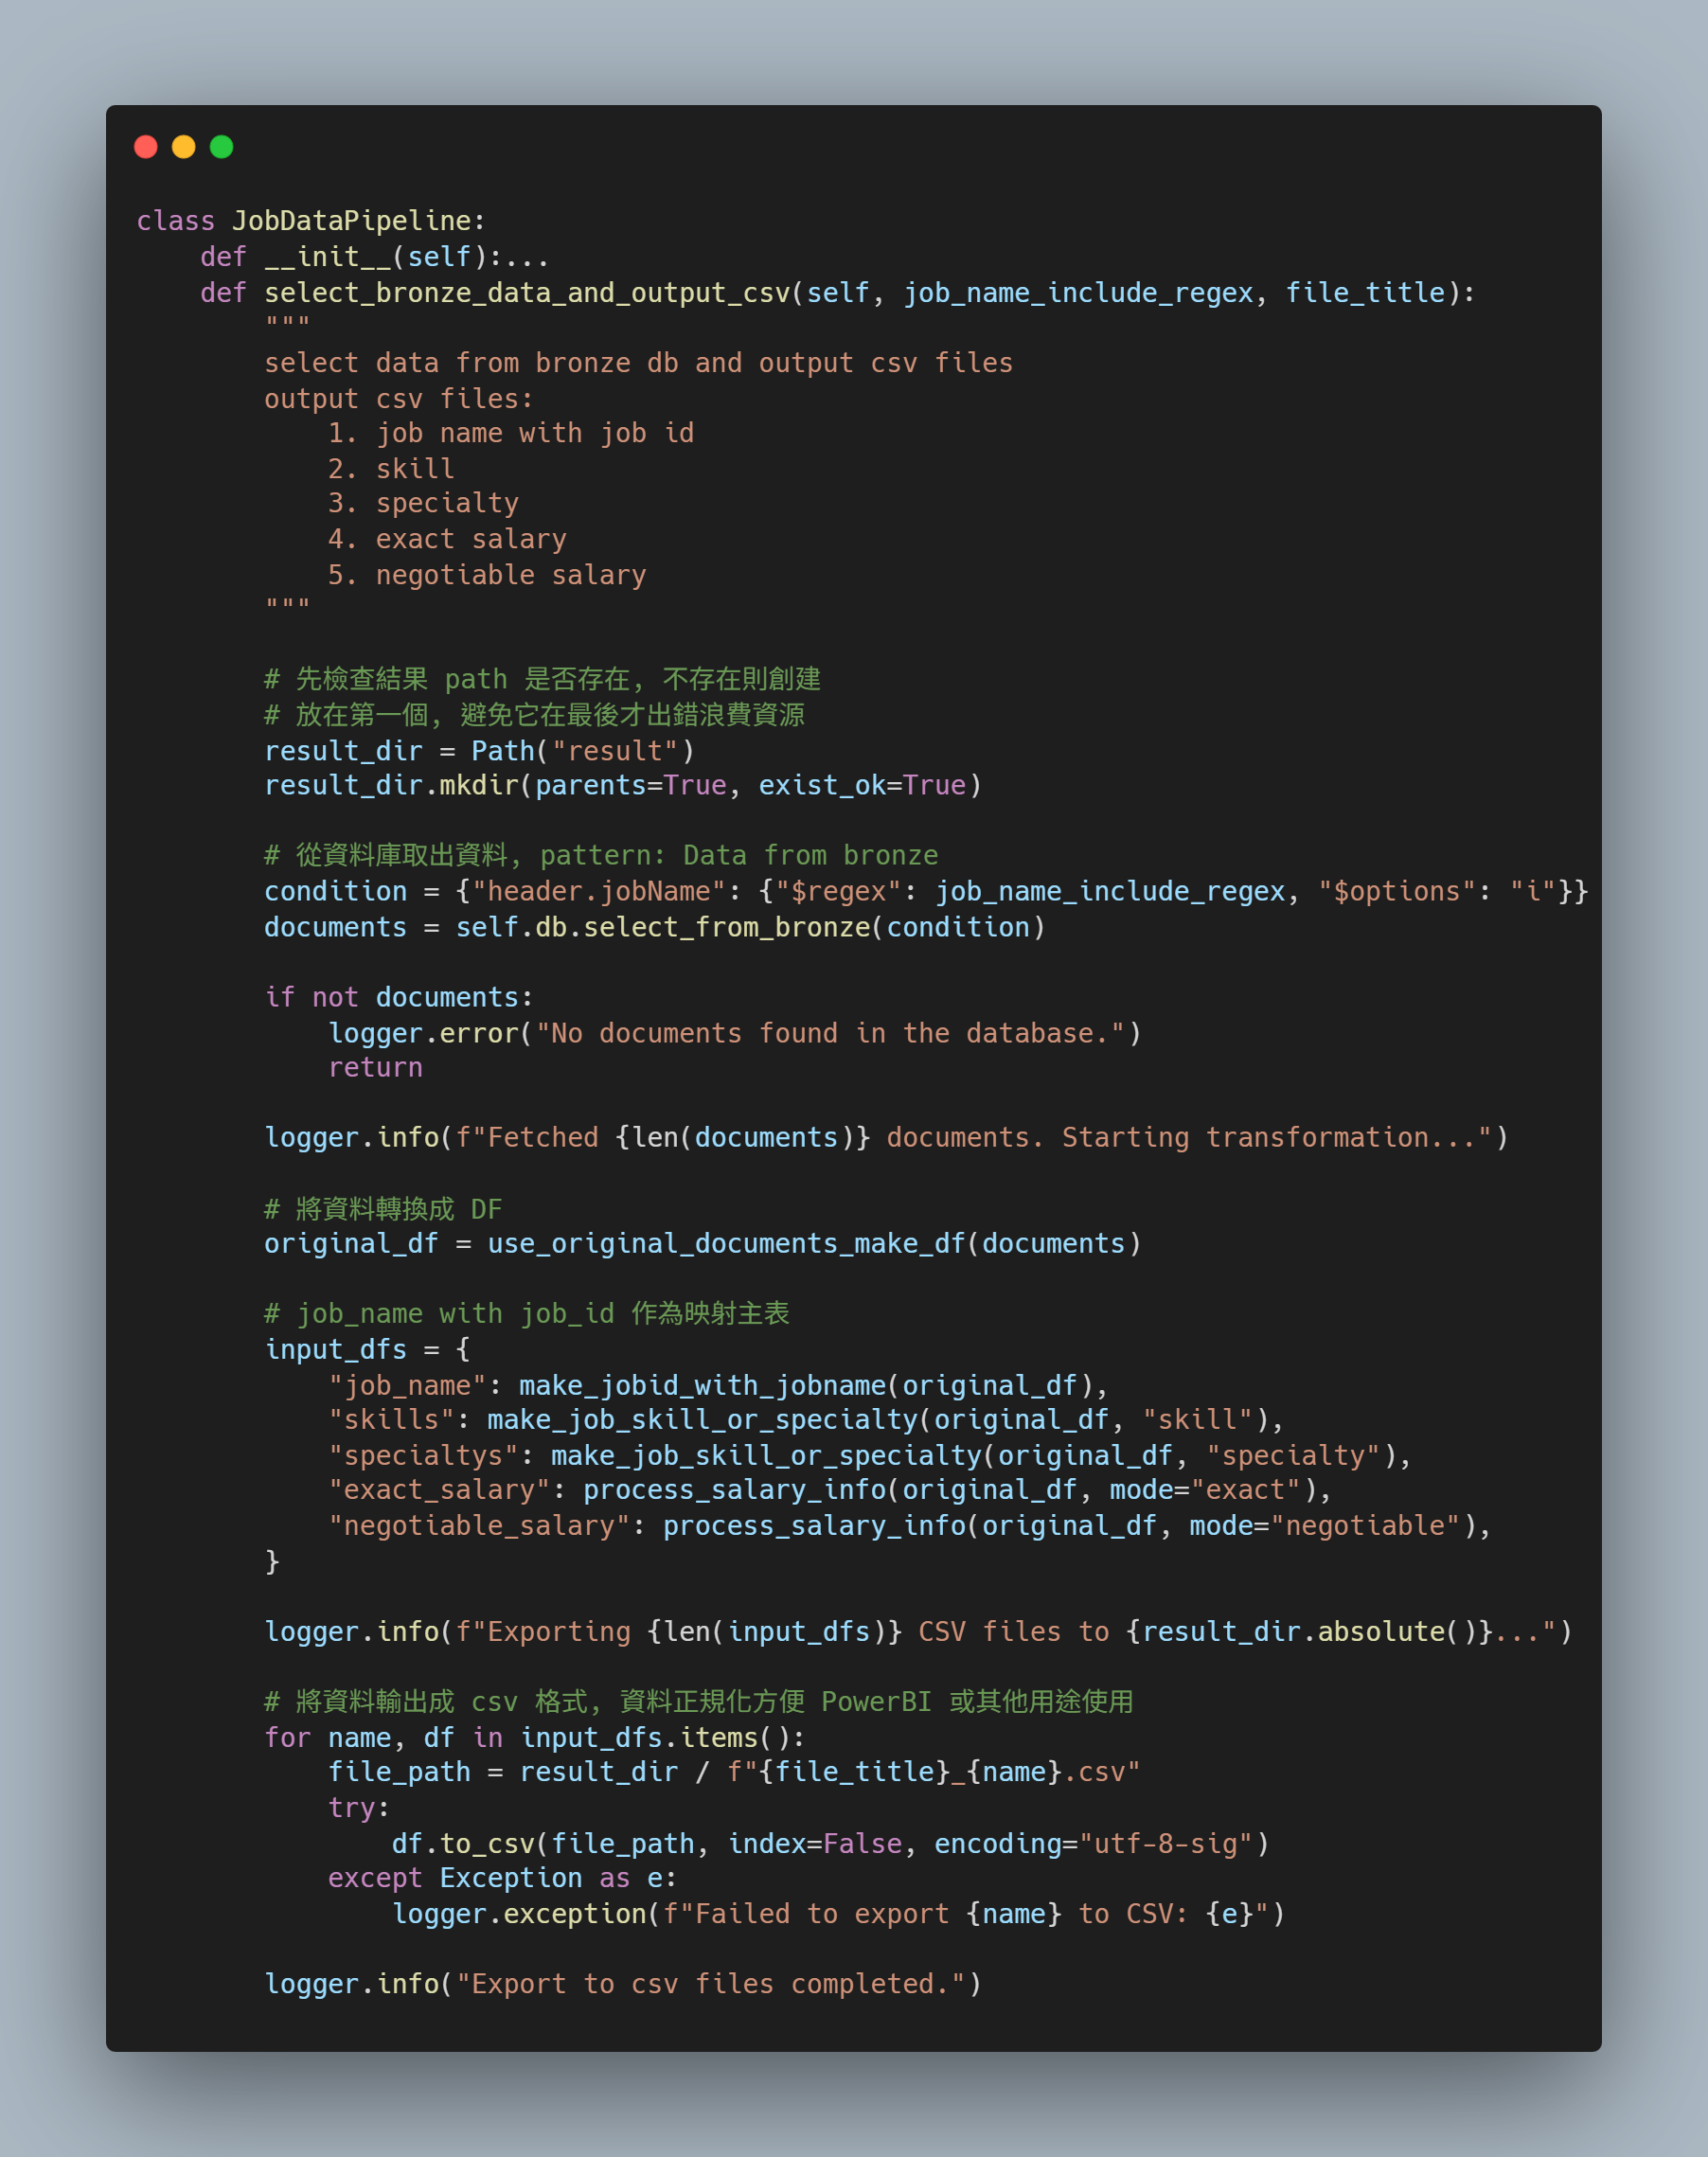 class JobDataPipeline:
    def __init__(self):...
    def select_bronze_data_and_output_csv(self, job_name_include_regex, file_title):
        """
        select data from bronze db and output csv files
        output csv files:
            1. job name with job id
            2. skill
            3. specialty
            4. exact salary
            5. negotiable salary
        """

        # 先檢查結果 path 是否存在, 不存在則創建
        # 放在第一個, 避免它在最後才出錯浪費資源
        result_dir = Path("result")
        result_dir.mkdir(parents=True, exist_ok=True)

        # 從資料庫取出資料, pattern: Data from bronze
        condition = {"header.jobName": {"$regex": job_name_include_regex, "$options": "i"}}
        documents = self.db.select_from_bronze(condition)

        if not documents:
            logger.error("No documents found in the database.")
            return

        logger.info(f"Fetched {len(documents)} documents. Starting transformation...")

        # 將資料轉換成 DF
        original_df = use_original_documents_make_df(documents)

        # job_name with job_id 作為映射主表
        input_dfs = {
            "job_name": make_jobid_with_jobname(original_df),
            "skills": make_job_skill_or_specialty(original_df, "skill"),
            "specialtys": make_job_skill_or_specialty(original_df, "specialty"),
            "exact_salary": process_salary_info(original_df, mode="exact"),
            "negotiable_salary": process_salary_info(original_df, mode="negotiable"),
        }

        logger.info(f"Exporting {len(input_dfs)} CSV files to {result_dir.absolute()}...")

        # 將資料輸出成 csv 格式, 資料正規化方便 PowerBI 或其他用途使用
        for name, df in input_dfs.items():
            file_path = result_dir / f"{file_title}_{name}.csv"
            try:
                df.to_csv(file_path, index=False, encoding="utf-8-sig")
            except Exception as e:
                logger.exception(f"Failed to export {name} to CSV: {e}")

        logger.info("Export to csv files completed.")